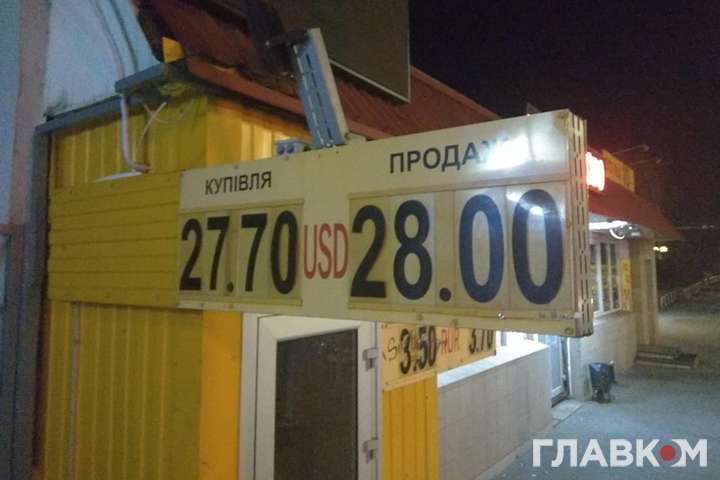 КУПІВЛЯ ПРОДАЖ
27.70 USD 28.00
3.50 RUR 3.70
ГЛАВКОМ